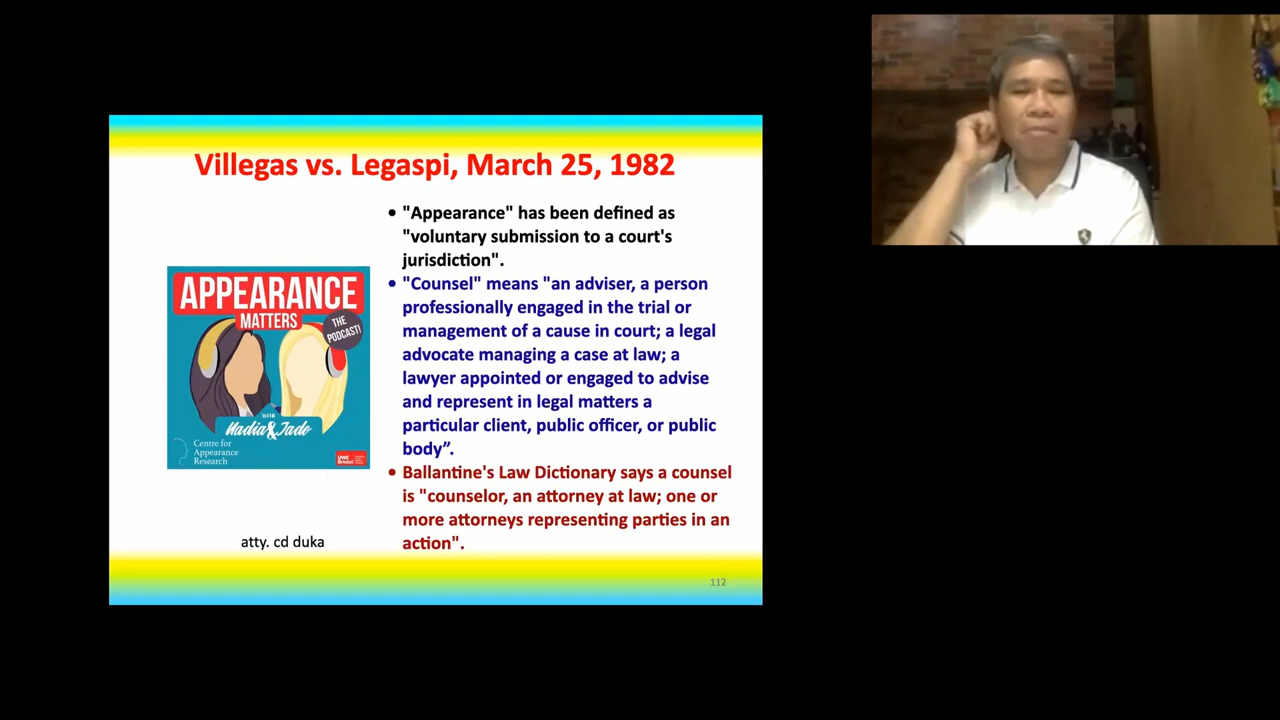 Villegas vs. Legaspi, March 25, 1982
• "Appearance" has been defined as
"voluntary submission to a court's
jurisdiction".
• "Counsel" means "an adviser, a person
professionally engaged in the trial or
management of a cause in court; a legal
advocate managing a case at law; a
lawyer appointed or engaged to advise
and represent in legal matters a
particular client, public officer, or public
body”.
• Ballantine's Law Dictionary says a counsel
is "counselor, an attorney at law; one or
more attorneys representing parties in an
action".
APPEARANCE
MATTERS
THE
PODCAST!
WITH
Nadia & Jade
Centre for
Appearance
Research
UWE
Bristol
atty. cd duka
112